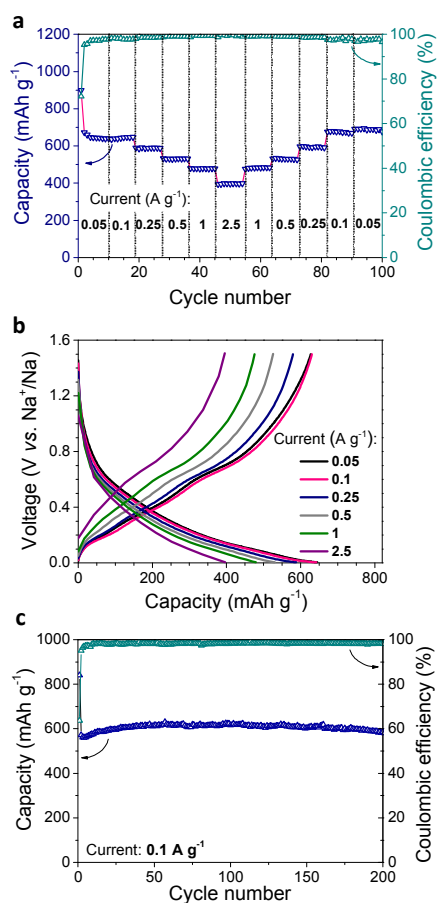 a
1200
1000
800
600
400
200
0
Capacity (mAh g⁻¹)
100
80
60
40
20
0
Coulombic efficiency (%)
Current (A g⁻¹):
0.05 0.1 0.25 0.5 1 2.5 1 0.5 0.25 0.1 0.05
0 20 40 60 80 100
Cycle number
b
1.6
1.2
0.8
0.4
0.0
Voltage (V vs. Na⁺/Na)
Current (A g⁻¹):
0.05
0.1
0.25
0.5
1
2.5
0 200 400 600 800
Capacity (mAh g⁻¹)
c
1000
800
600
400
200
0
Capacity (mAh g⁻¹)
100
80
60
40
20
0
Coulombic efficiency (%)
Current: 0.1 A g⁻¹
0 50 100 150 200
Cycle number